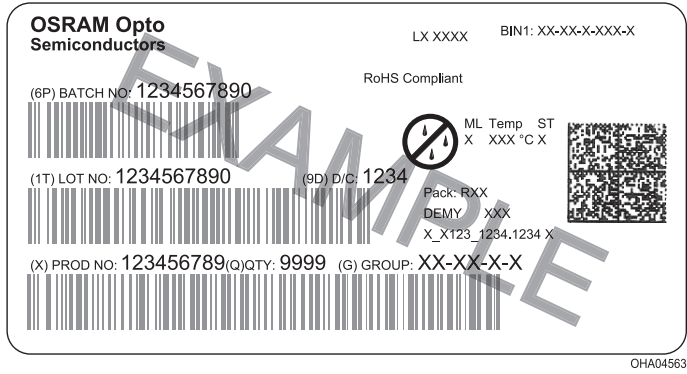 OSRAM Opto
Semiconductors
LX XXXX
BIN1: XX-XX-X-XXX-X
RoHS Compliant
(6P) BATCH NO: 1234567890
ML Temp ST
X XXX °C X
(1T) LOT NO: 1234567890
(9D) D/C: 1234
Pack: RXX
DEMY XXX
X_X123_1234.1234 X
(X) PROD NO: 123456789(Q)QTY: 9999 (G) GROUP: XX-XX-X-X
EXAMPLE
OHA04563